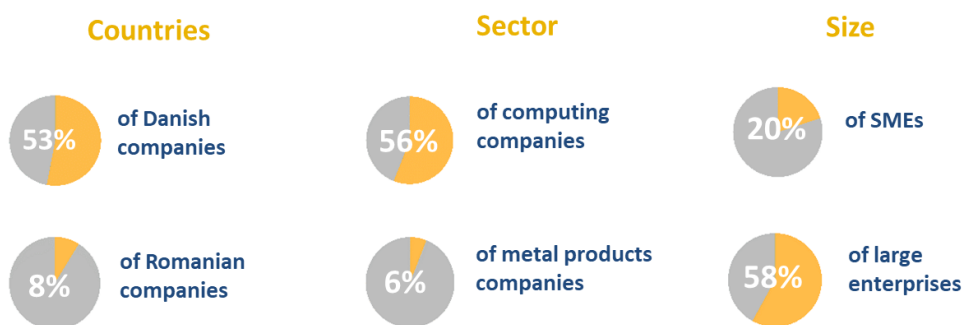 Countries
Sector
Size
53%
of Danish
companies
56%
of computing
companies
20%
of SMEs
8%
of Romanian
companies
6%
of metal products
companies
58%
of large
enterprises